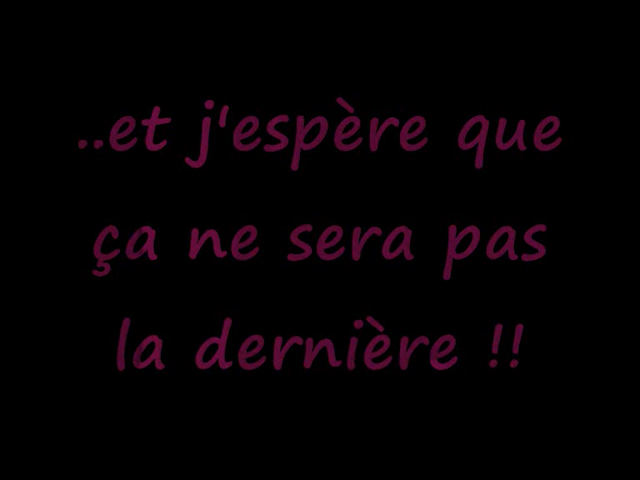 ..et j'espère que
ça ne sera pas
la dernière !!